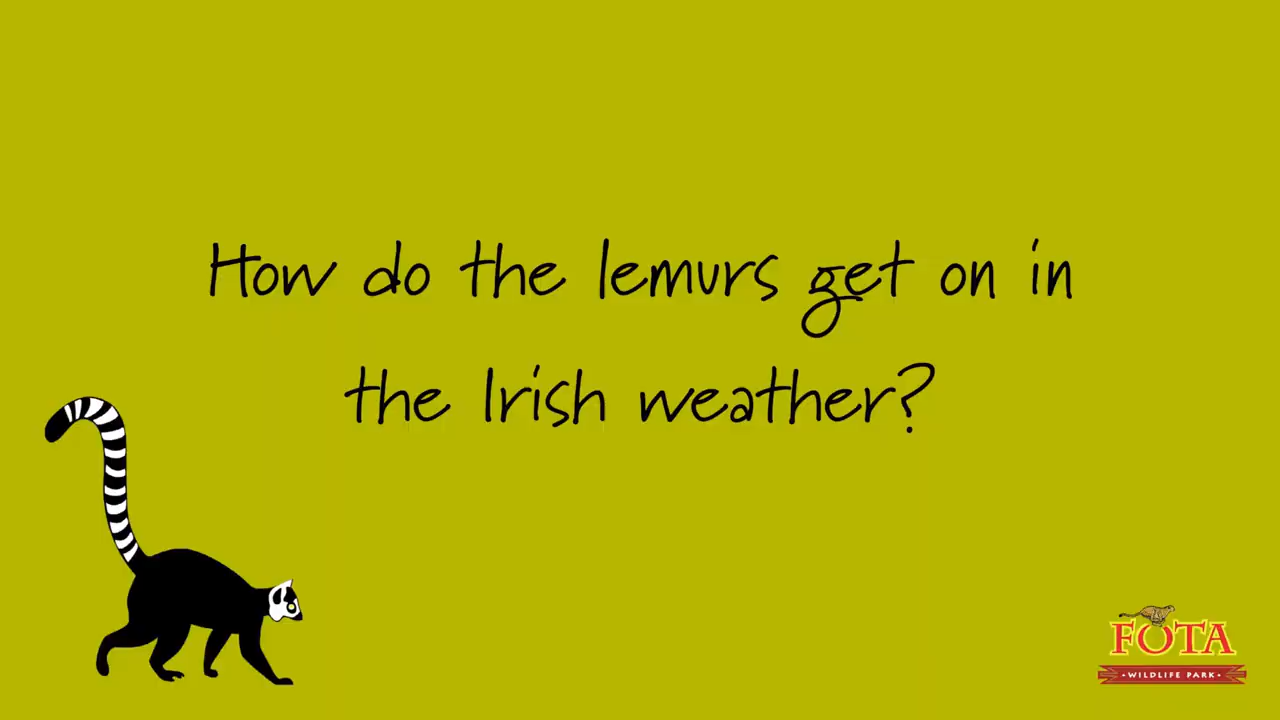 How do the lemurs get on in
the Irish weather?
FOTA
• WILDLIFE PARK •